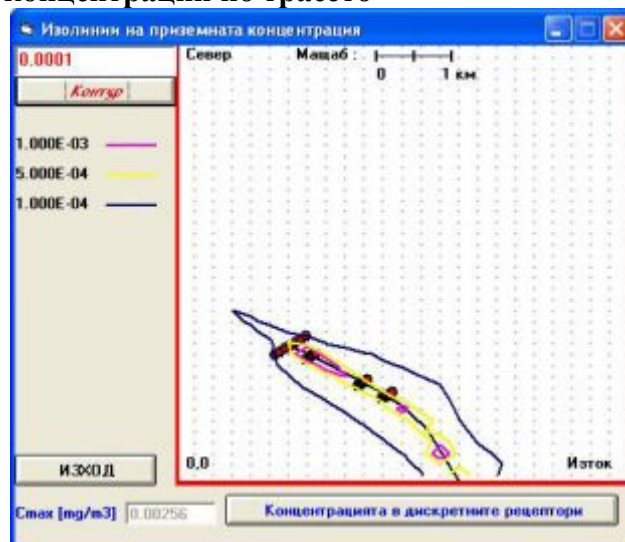 концентрации по трасето
Изолинии на приземната концентрация
0.0001
Контур
1.000E-03
5.000E-04
1.000E-04
Север
Мащаб :
0 1 км
0,0
Изток
ИЗХОД
Cmax [mg/m3] 0.00256
Концентрацията в дискретните рецептори